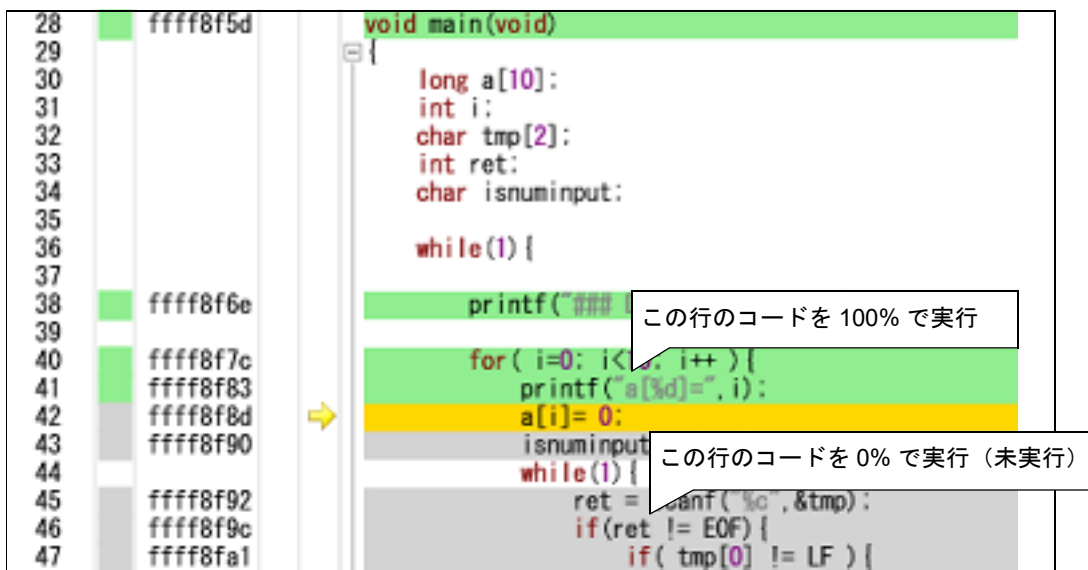 28 ffff8f5d void main(void)
29 {
30 long a[10];
31 int i;
32 char tmp[2];
33 int ret;
34 char isnuminput;
35
36 while(1){
37
38 ffff8f6e printf("###
この行のコードを 100% で実行
39
40 ffff8f7c for( i=0; i< ; i++ ){
41 ffff8f83 printf("a[%d]=", i);
42 ffff8f8d a[i]= 0;
43 ffff8f90 isnuminput
この行のコードを 0% で実行（未実行）
44 while(1){
45 ffff8f92 ret = canf("%c",&tmp);
46 ffff8f9c if(ret != EOF){
47 ffff8fa1 if( tmp[0] != LF ){